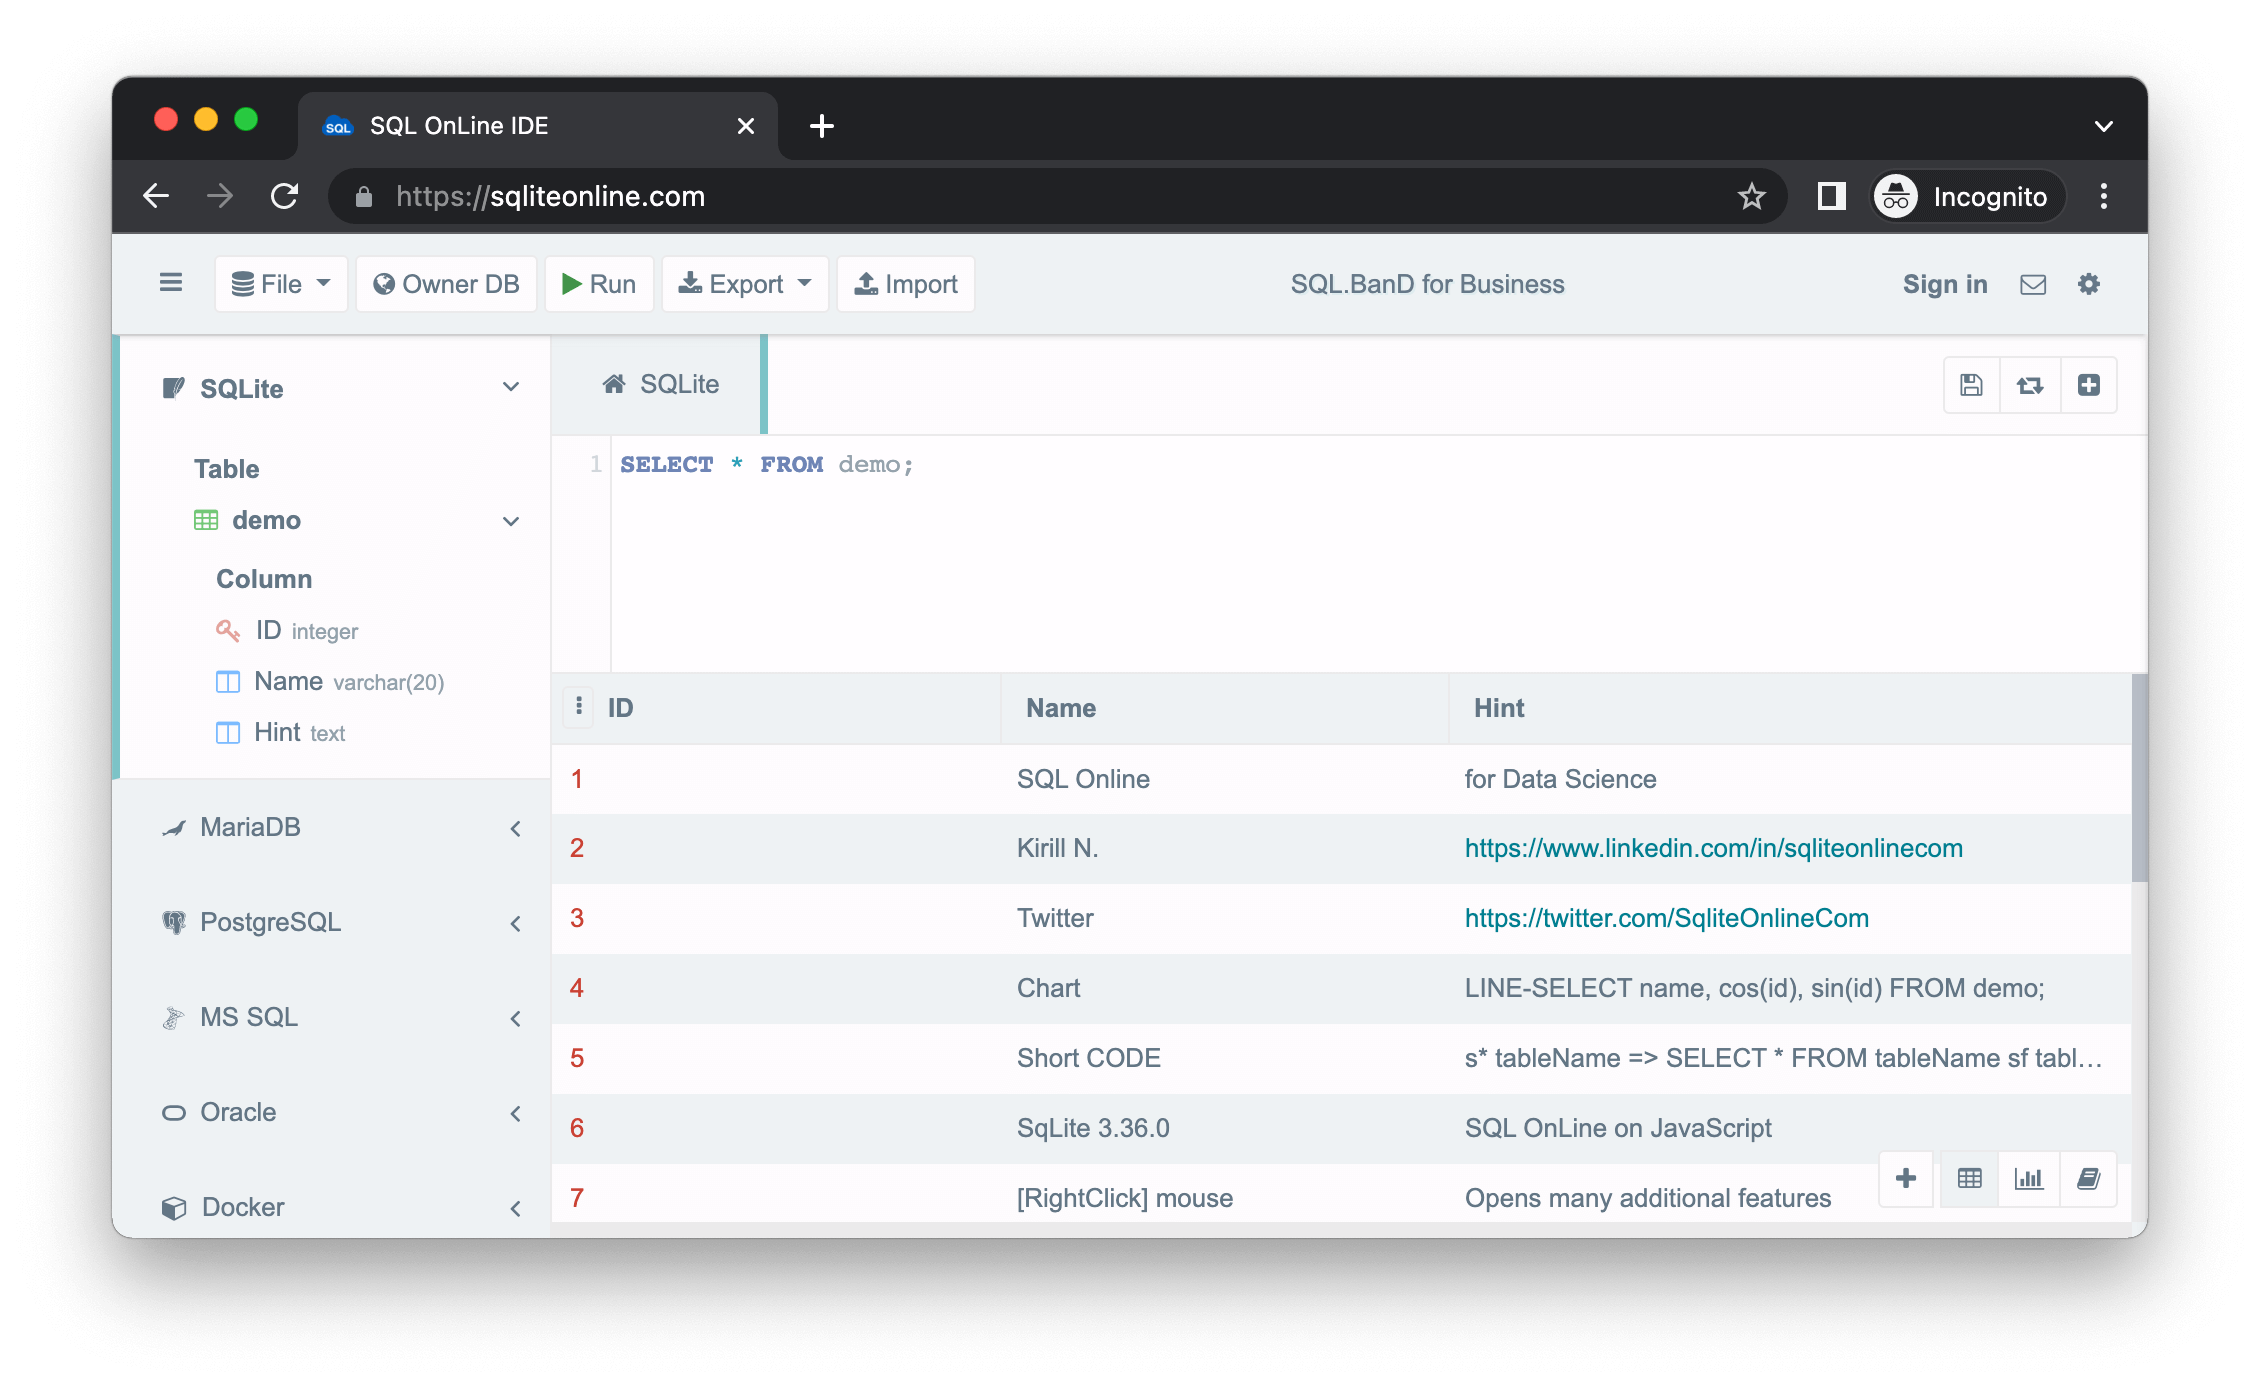 SQL SQL OnLine IDE
https://sqliteonline.com
Incognito
File Owner DB Run Export Import SQL.BanD for Business Sign in
SQLite
Table
demo
Column
ID integer
Name varchar(20)
Hint text
MariaDB
PostgreSQL
MS SQL
Oracle
Docker
SQLite
1 SELECT * FROM demo;
ID Name Hint
1 SQL Online for Data Science
2 Kirill N. https://www.linkedin.com/in/sqliteonlinecom
3 Twitter https://twitter.com/SqliteOnlineCom
4 Chart LINE-SELECT name, cos(id), sin(id) FROM demo;
5 Short CODE s* tableName => SELECT * FROM tableName sf tabl...
6 SqLite 3.36.0 SQL OnLine on JavaScript
7 [RightClick] mouse Opens many additional features